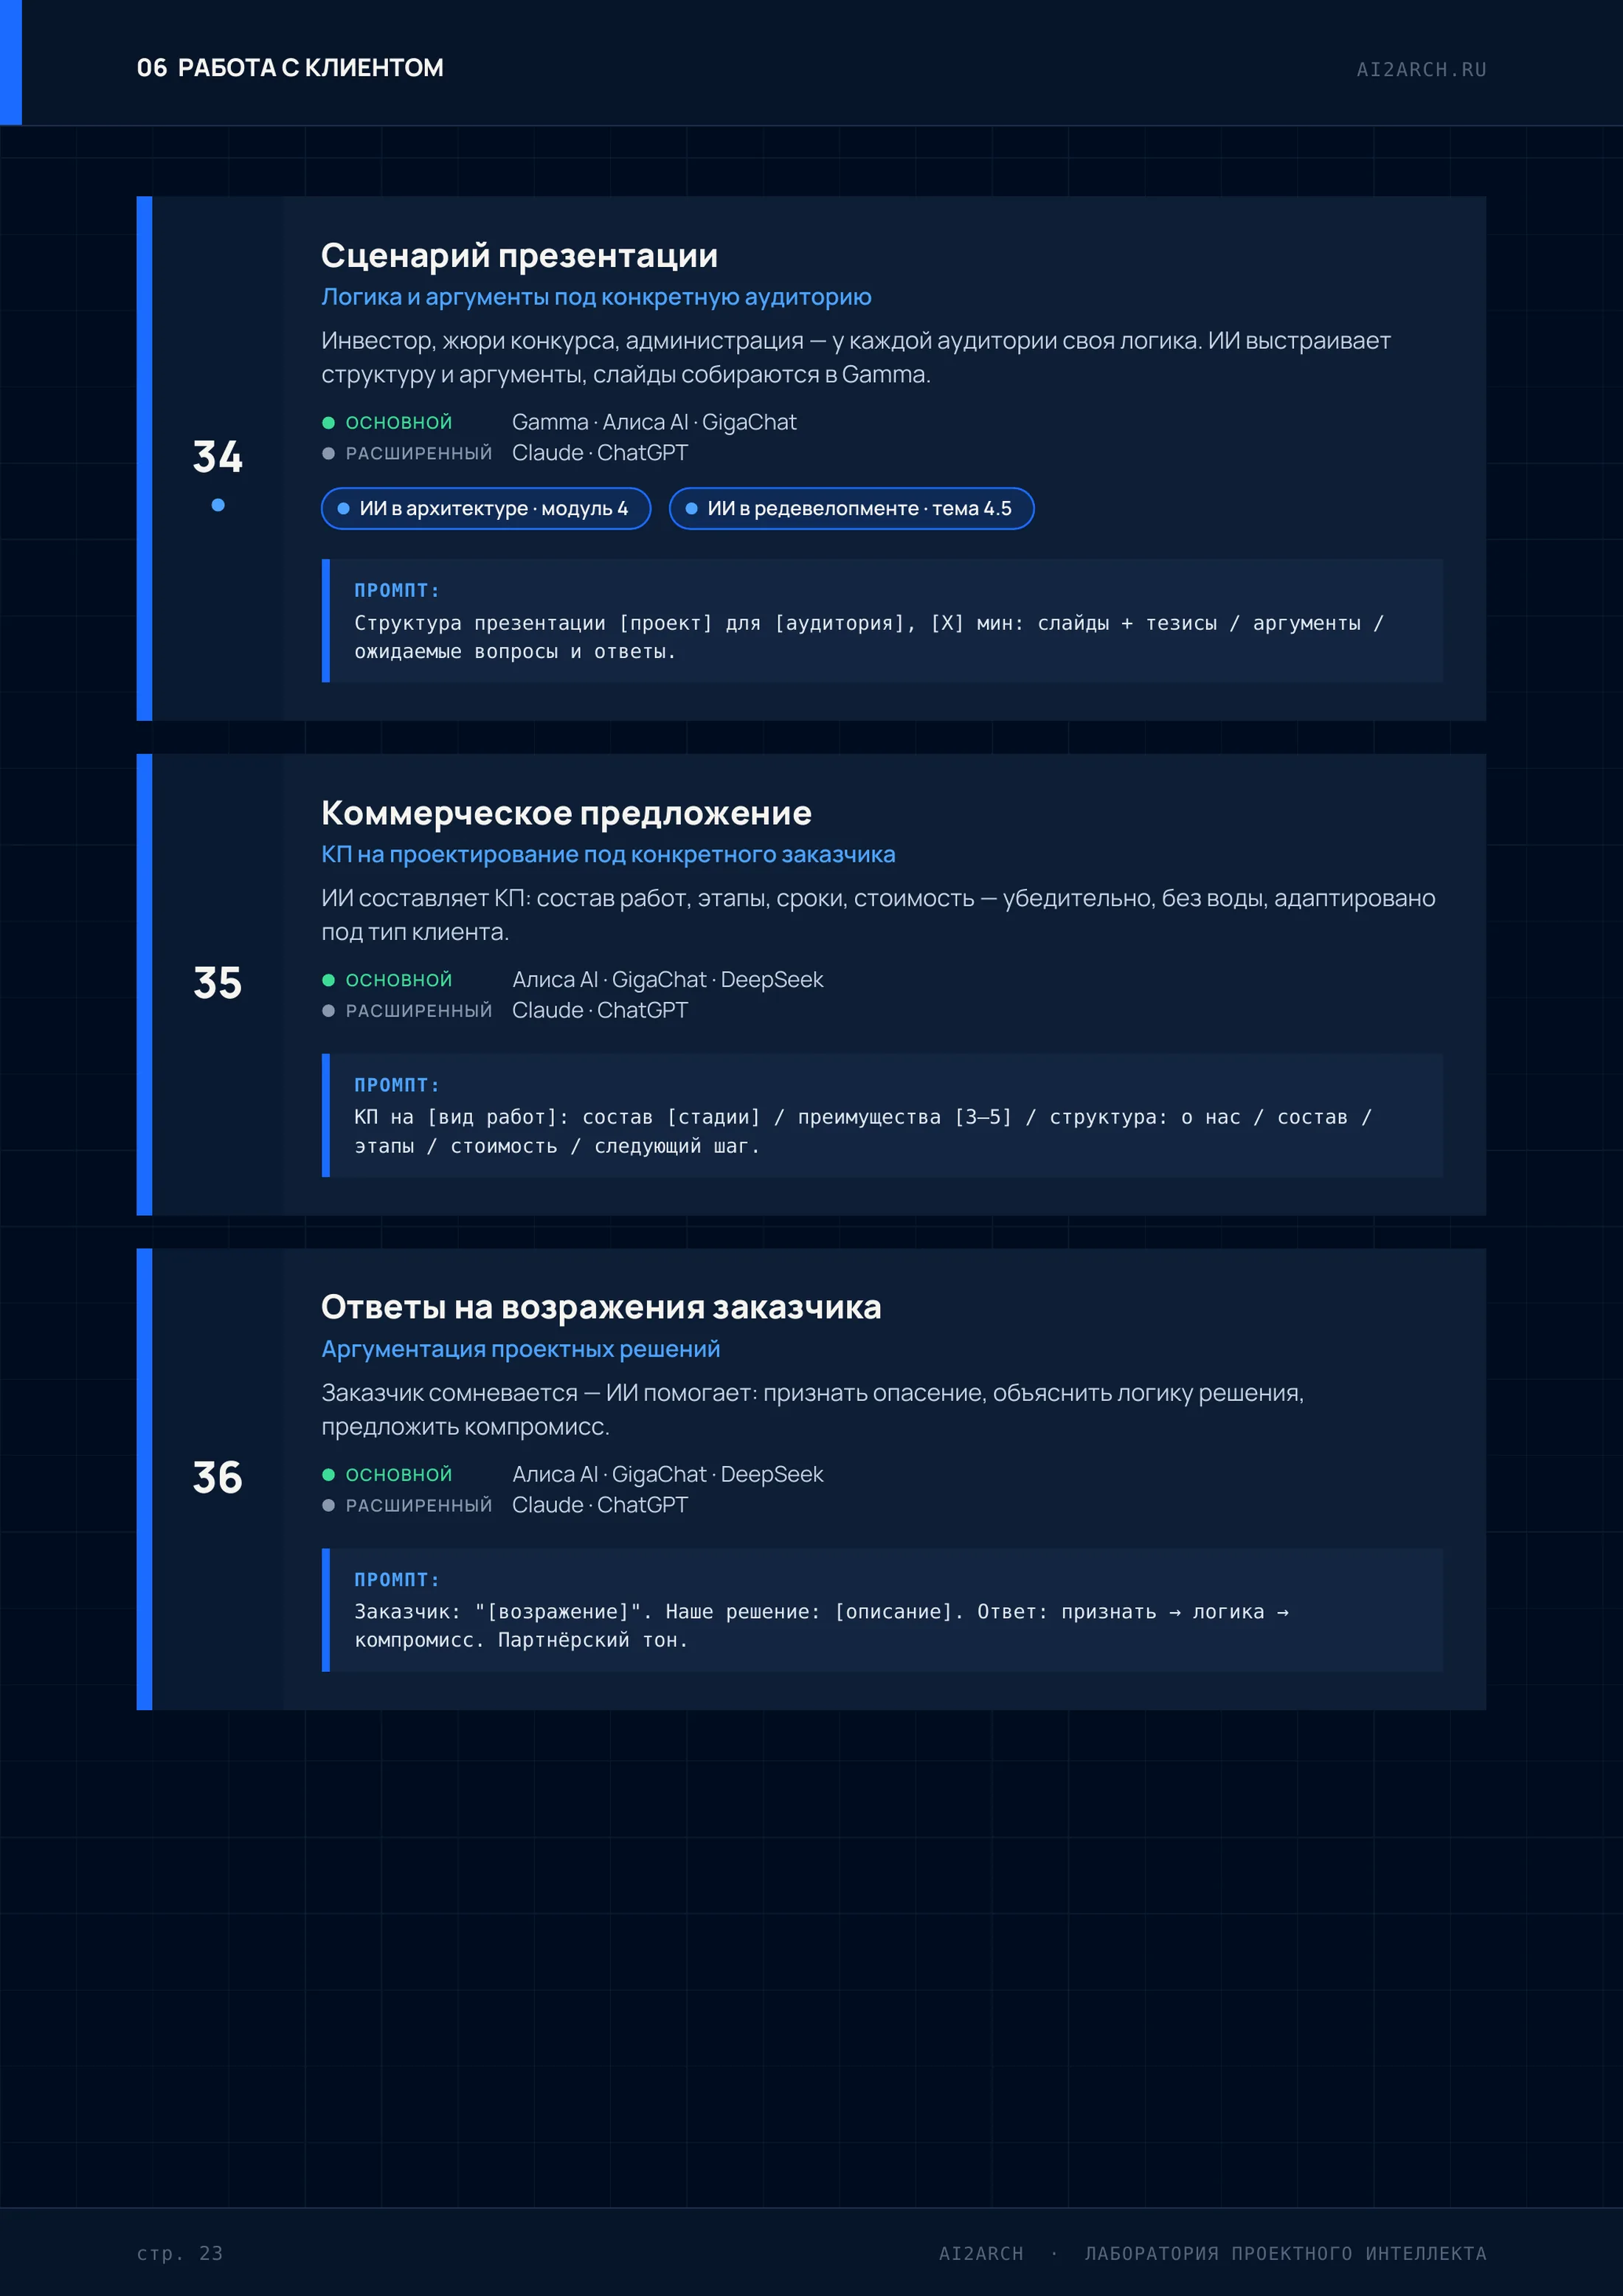 06 РАБОТА С КЛИЕНТОМ
AI2ARCH.RU
34
Сценарий презентации
Логика и аргументы под конкретную аудиторию
Инвестор, жюри конкурса, администрация — у каждой аудитории своя логика. ИИ выстраивает
структуру и аргументы, слайды собираются в Gamma.
ОСНОВНОЙ Gamma · Алиса AI · GigaChat
РАСШИРЕННЫЙ Claude · ChatGPT
ИИ в архитектуре · модуль 4
ИИ в редевелопменте · тема 4.5
ПРОМПТ:
Структура презентации [проект] для [аудитория], [X] мин: слайды + тезисы / аргументы /
ожидаемые вопросы и ответы.
35
Коммерческое предложение
КП на проектирование под конкретного заказчика
ИИ составляет КП: состав работ, этапы, сроки, стоимость — убедительно, без воды, адаптировано
под тип клиента.
ОСНОВНОЙ Алиса AI · GigaChat · DeepSeek
РАСШИРЕННЫЙ Claude · ChatGPT
ПРОМПТ:
КП на [вид работ]: состав [стадии] / преимущества [3–5] / структура: о нас / состав /
этапы / стоимость / следующий шаг.
36
Ответы на возражения заказчика
Аргументация проектных решений
Заказчик сомневается — ИИ помогает: признать опасение, объяснить логику решения,
предложить компромисс.
ОСНОВНОЙ Алиса AI · GigaChat · DeepSeek
РАСШИРЕННЫЙ Claude · ChatGPT
ПРОМПТ:
Заказчик: "[возражение]". Наше решение: [описание]. Ответ: признать → логика →
компромисс. Партнёрский тон.
стр. 23
AI2ARCH · ЛАБОРАТОРИЯ ПРОЕКТНОГО ИНТЕЛЛЕКТА